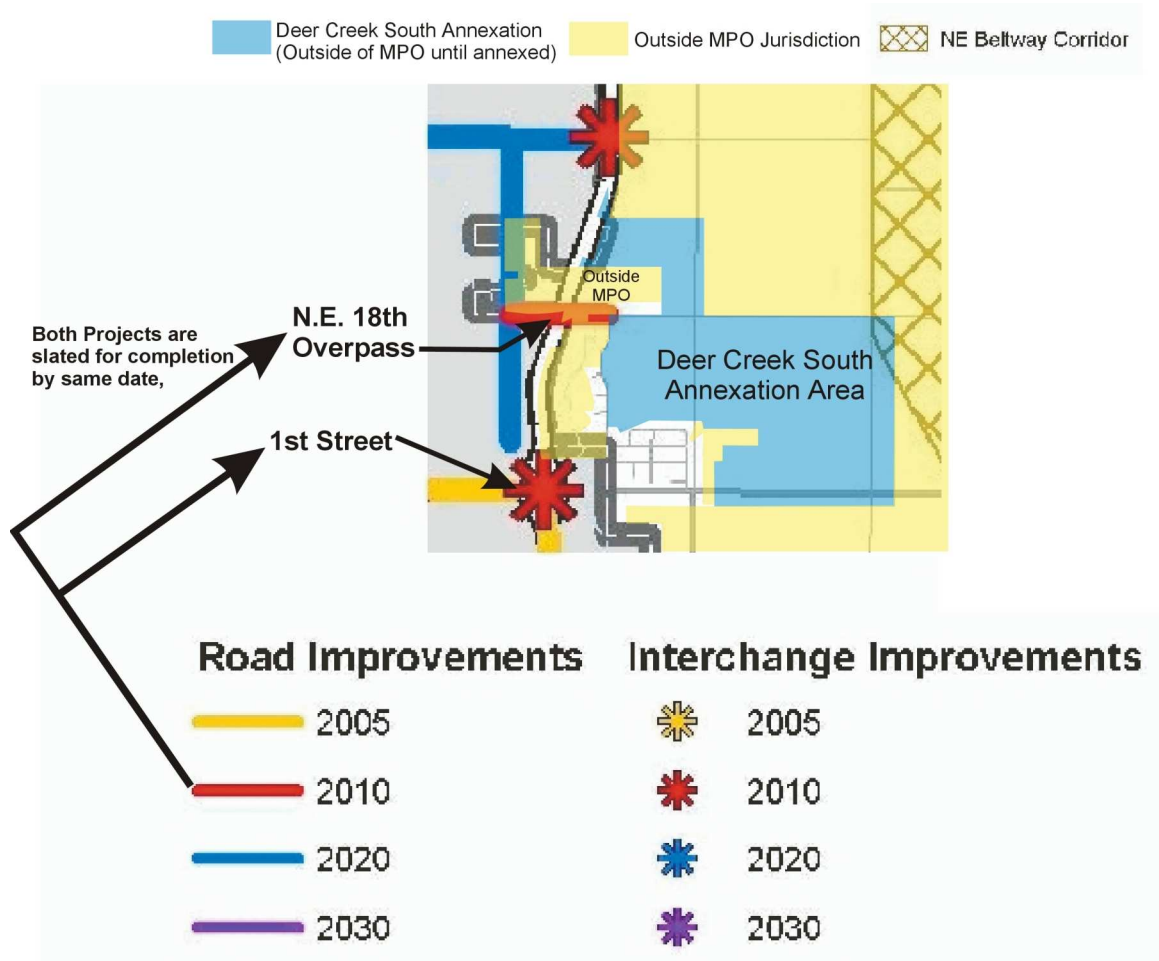 Deer Creek South Annexation
(Outside of MPO until annexed)
Outside MPO Jurisdiction
NE Beltway Corridor
Outside
MPO
N.E. 18th
Overpass
Both Projects are
slated for completion
by same date,
Deer Creek South
Annexation Area
1st Street
Road Improvements
2005
2010
2020
2030
Interchange Improvements
2005
2010
2020
2030